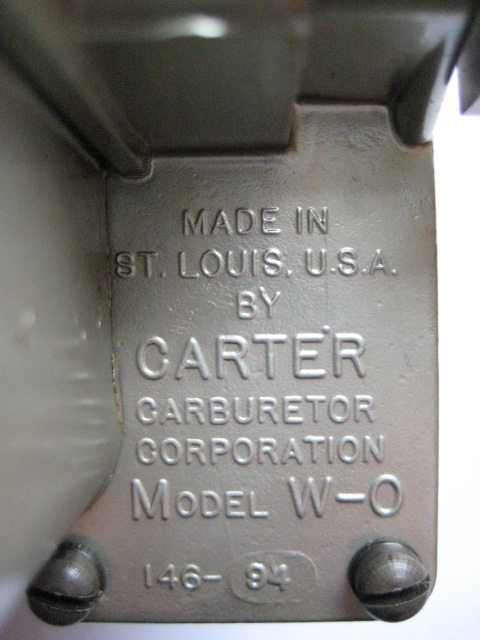 MADE IN
ST. LOUIS, U.S.A.
BY
CARTER
CARBURETOR
CORPORATION
MODEL W-O
146-94